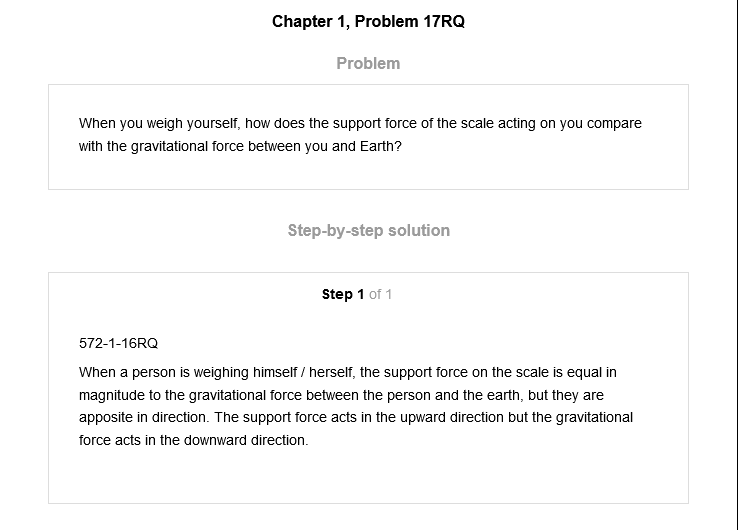 Chapter 1, Problem 17RQ
Problem
When you weigh yourself, how does the support force of the scale acting on you compare
with the gravitational force between you and Earth?
Step-by-step solution
Step 1 of 1
572-1-16RQ
When a person is weighing himself / herself, the support force on the scale is equal in
magnitude to the gravitational force between the person and the earth, but they are
apposite in direction. The support force acts in the upward direction but the gravitational
force acts in the downward direction.